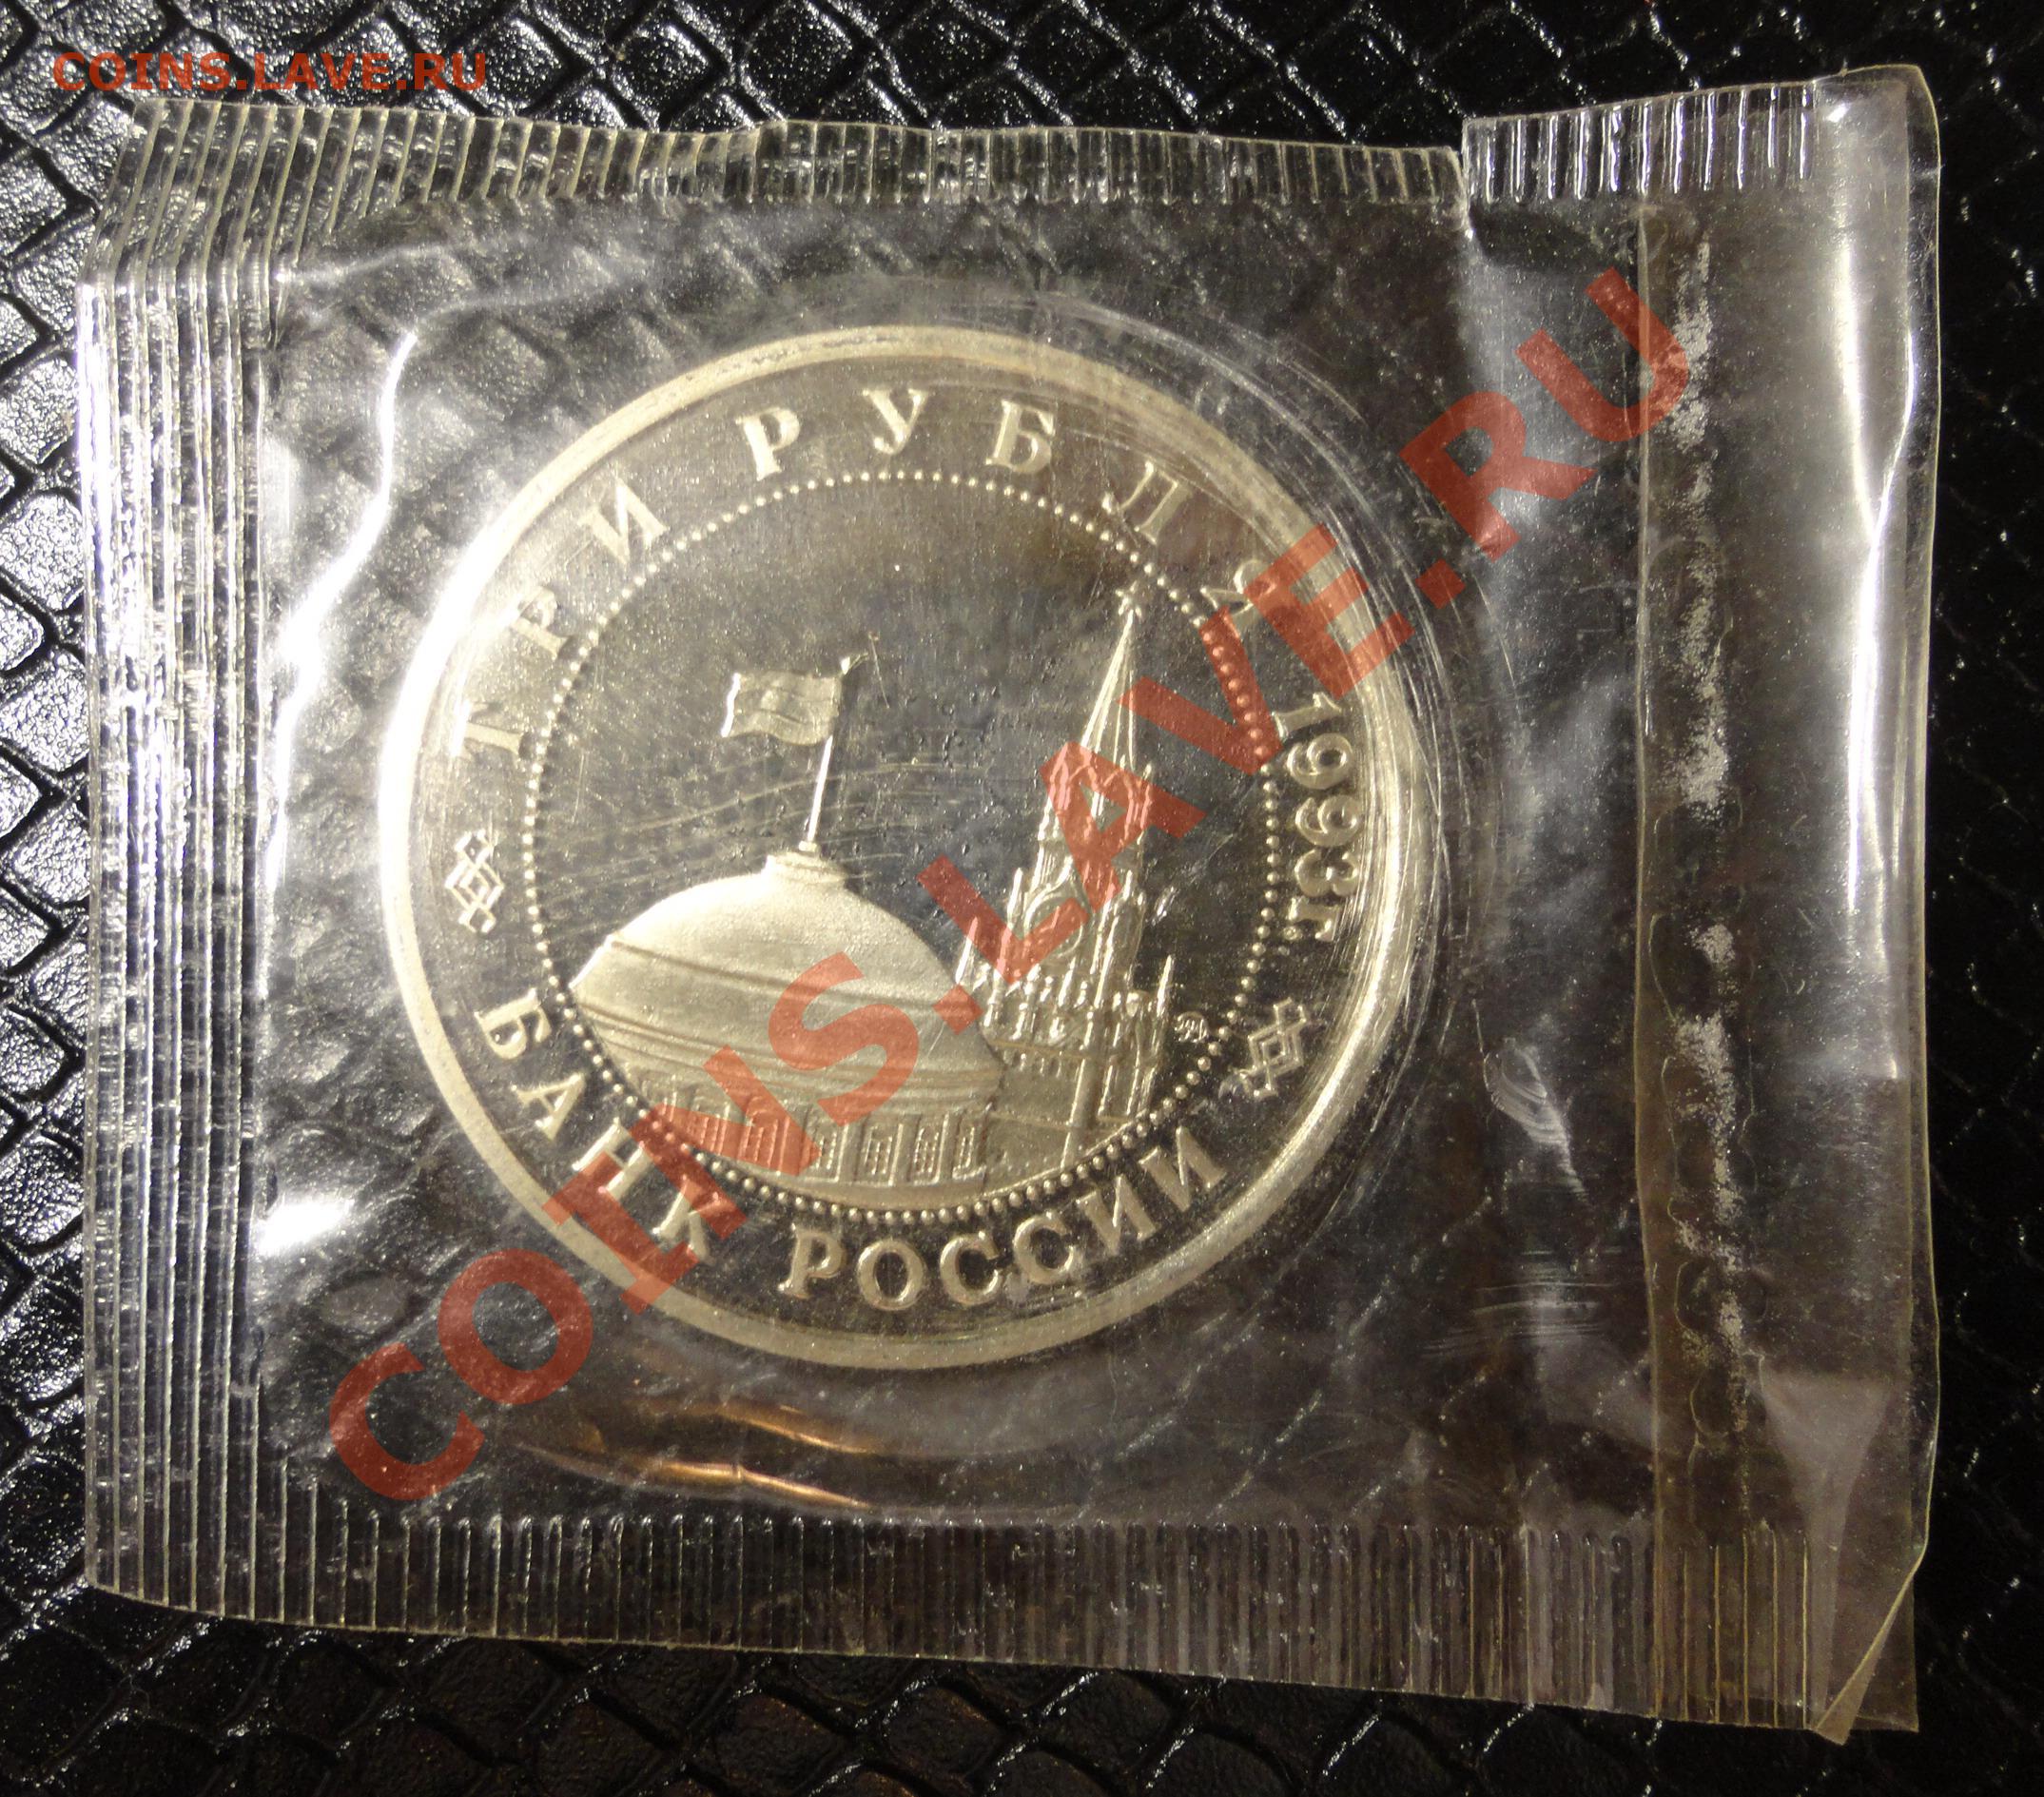 COINS.LAVE.RU
ТРИ РУБЛЯ
1993г.
БАНК РОССИИ
COINS.LAVE.RU